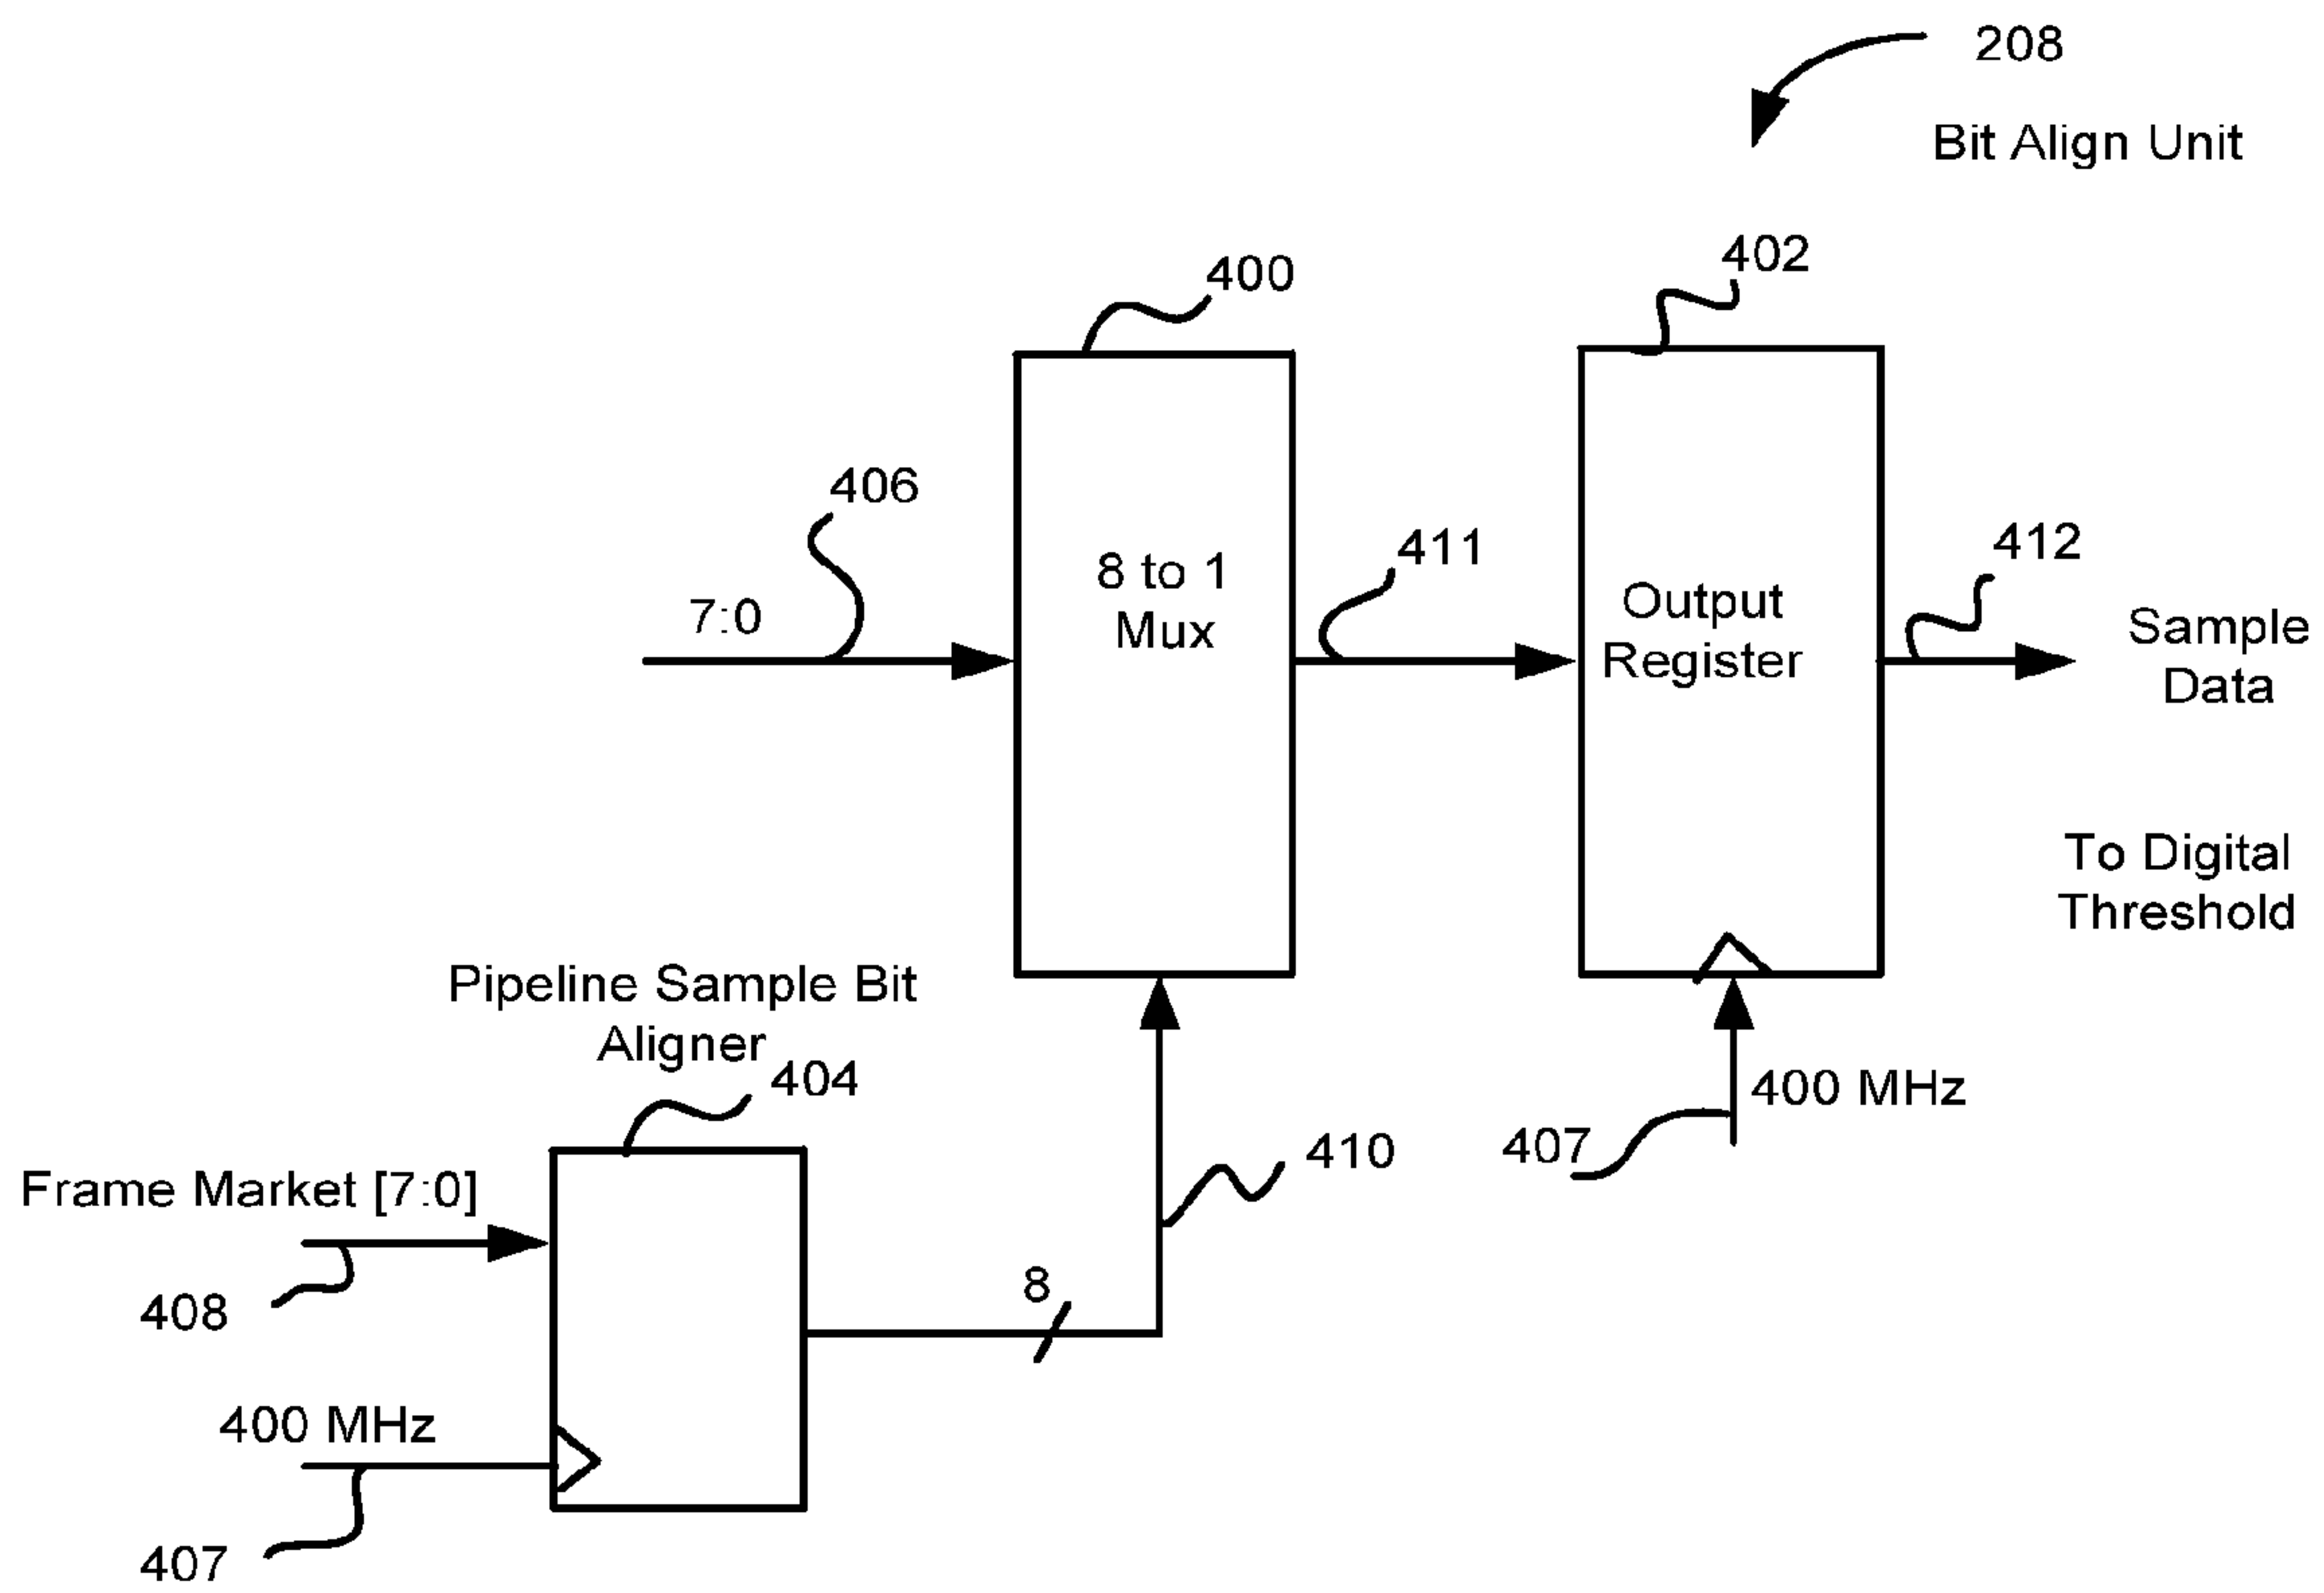 208
Bit Align Unit
400
402
406
7:0
8 to 1
Mux
411
Output
Register
412
Sample
Data
To Digital
Threshold
Pipeline Sample Bit
Aligner
404
400 MHz
407
410
Frame Market [7:0]
408
8
400 MHz
407